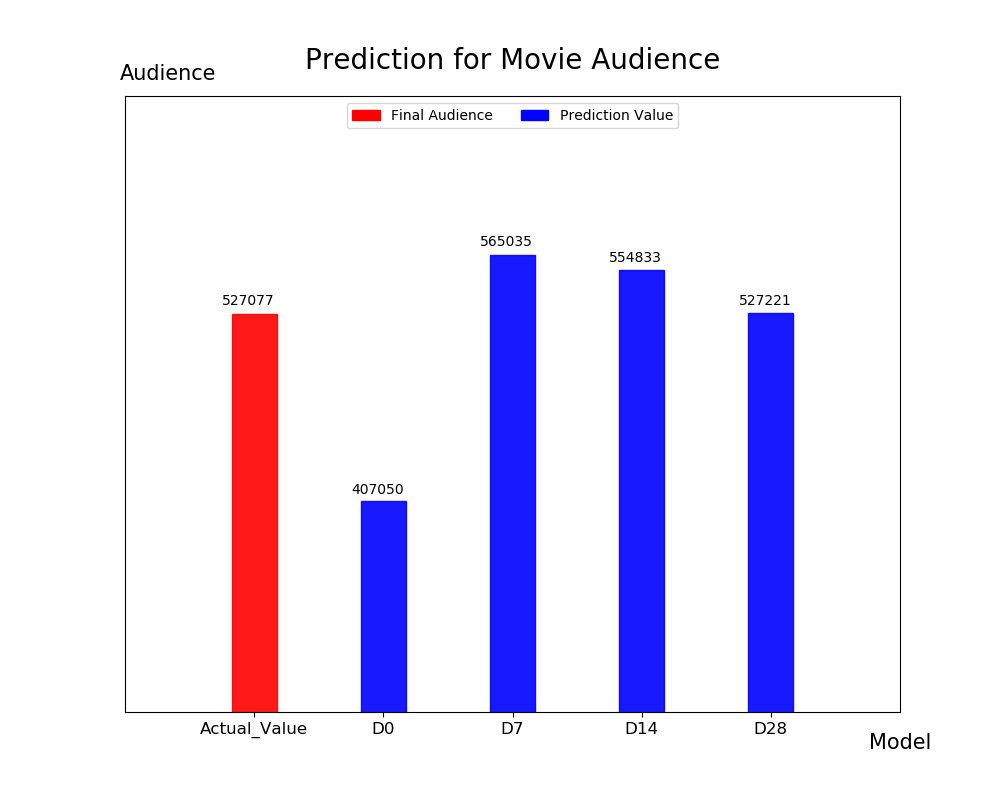 Prediction for Movie Audience
Audience
Final Audience Prediction Value
565035
554833
527077
527221
407050
Actual_Value D0 D7 D14 D28
Model